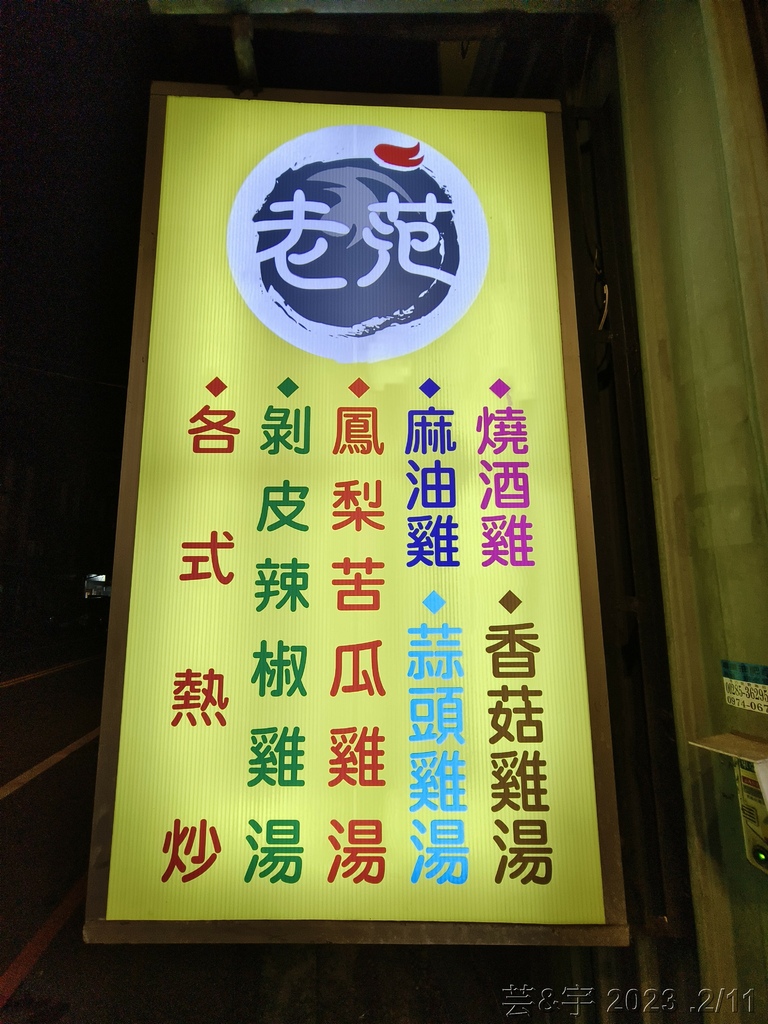 老范
◆燒酒雞
◆香菇雞湯
◆麻油雞
◆蒜頭雞湯
◆鳳梨苦瓜雞湯
◆剝皮辣椒雞湯
◆各式熱炒
芸&宇 2023 .2/11